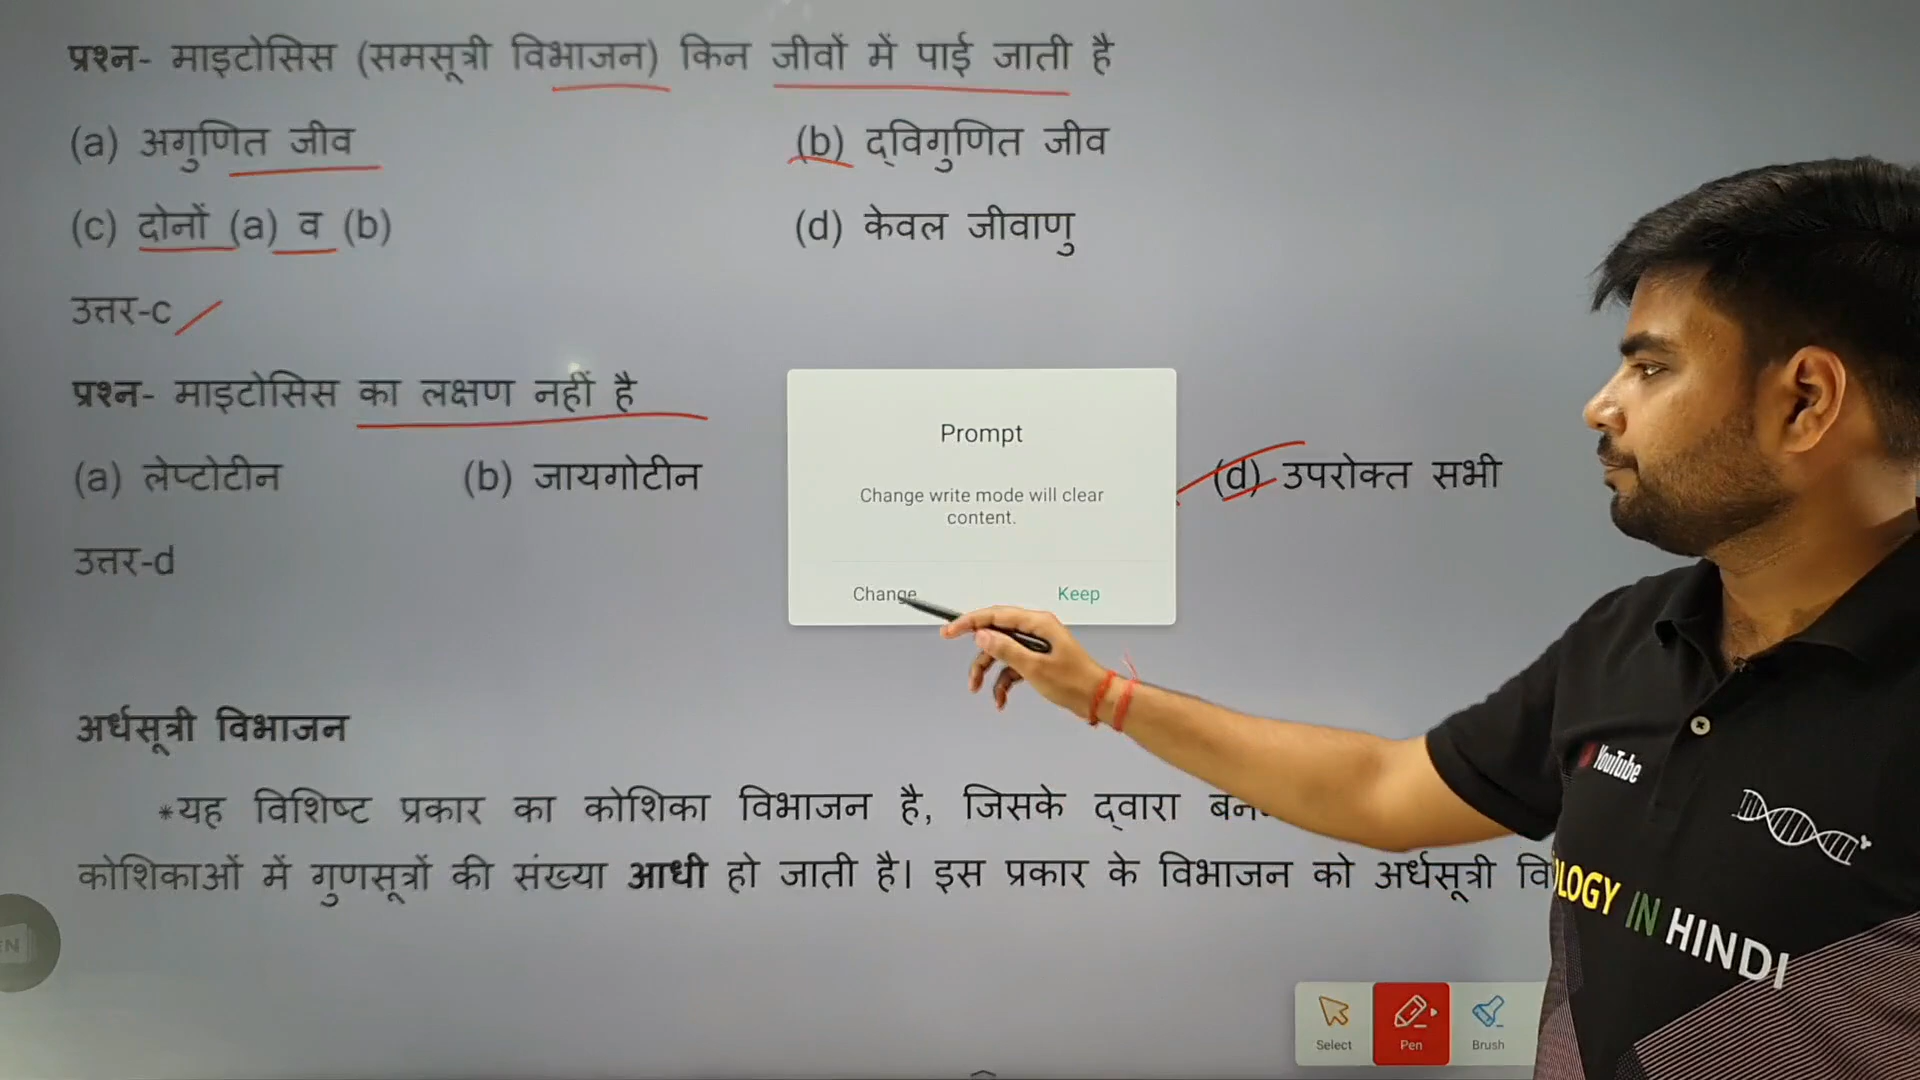 प्रश्न- माइटोसिस (समसूत्री विभाजन) किन जीवों में पाई जाती है
(a) अगुणित जीव (b) द्विगुणित जीव
(c) दोनों (a) व (b) (d) केवल जीवाणु
उत्तर-c
प्रश्न- माइटोसिस का लक्षण नहीं है
(a) लेप्टोटीन (b) जायगोटीन (d) उपरोक्त सभी
उत्तर-d
Prompt
Change write mode will clear
content.
Change Keep
अर्धसूत्री विभाजन
*यह विशिष्ट प्रकार का कोशिका विभाजन है, जिसके द्वारा
कोशिकाओं में गुणसूत्रों की संख्या आधी हो जाती है। इस प्रकार के विभाजन को अर्धसूत्री
YouTube
IN HINDI
Select Pen Brush